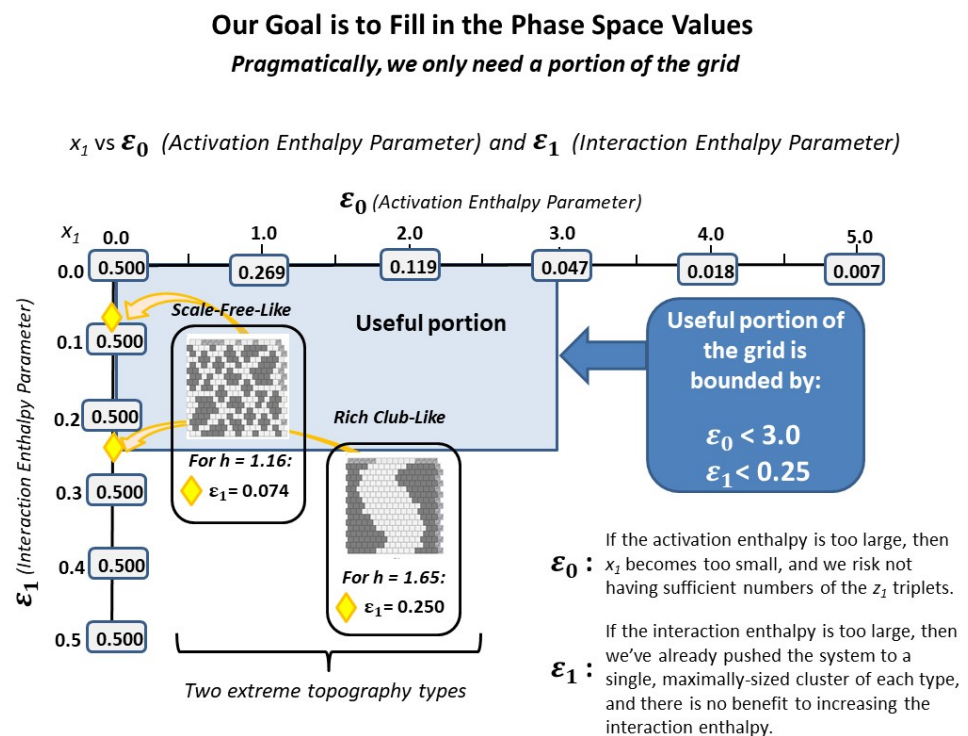 Our Goal is to Fill in the Phase Space Values
Pragmatically, we only need a portion of the grid
x₁ vs ε₀ (Activation Enthalpy Parameter) and ε₁ (Interaction Enthalpy Parameter)
ε₀ (Activation Enthalpy Parameter)
x₁ 0.0 1.0 2.0 3.0 4.0 5.0
0.0 0.500 0.269 0.119 0.047 0.018 0.007
ε₁ (Interaction Enthalpy Parameter)
0.1 0.500
0.2 0.500
0.3 0.500
0.4 0.500
0.5 0.500
Scale-Free-Like
Useful portion
For h = 1.16:
ε₁ = 0.074
Rich Club-Like
For h = 1.65:
ε₁ = 0.250
Two extreme topography types
Useful portion of
the grid is
bounded by:
ε₀ < 3.0
ε₁ < 0.25
ε₀ : If the activation enthalpy is too large, then
x₁ becomes too small, and we risk not
having sufficient numbers of the z₁ triplets.
ε₁ : If the interaction enthalpy is too large, then
we've already pushed the system to a
single, maximally-sized cluster of each type,
and there is no benefit to increasing the
interaction enthalpy.